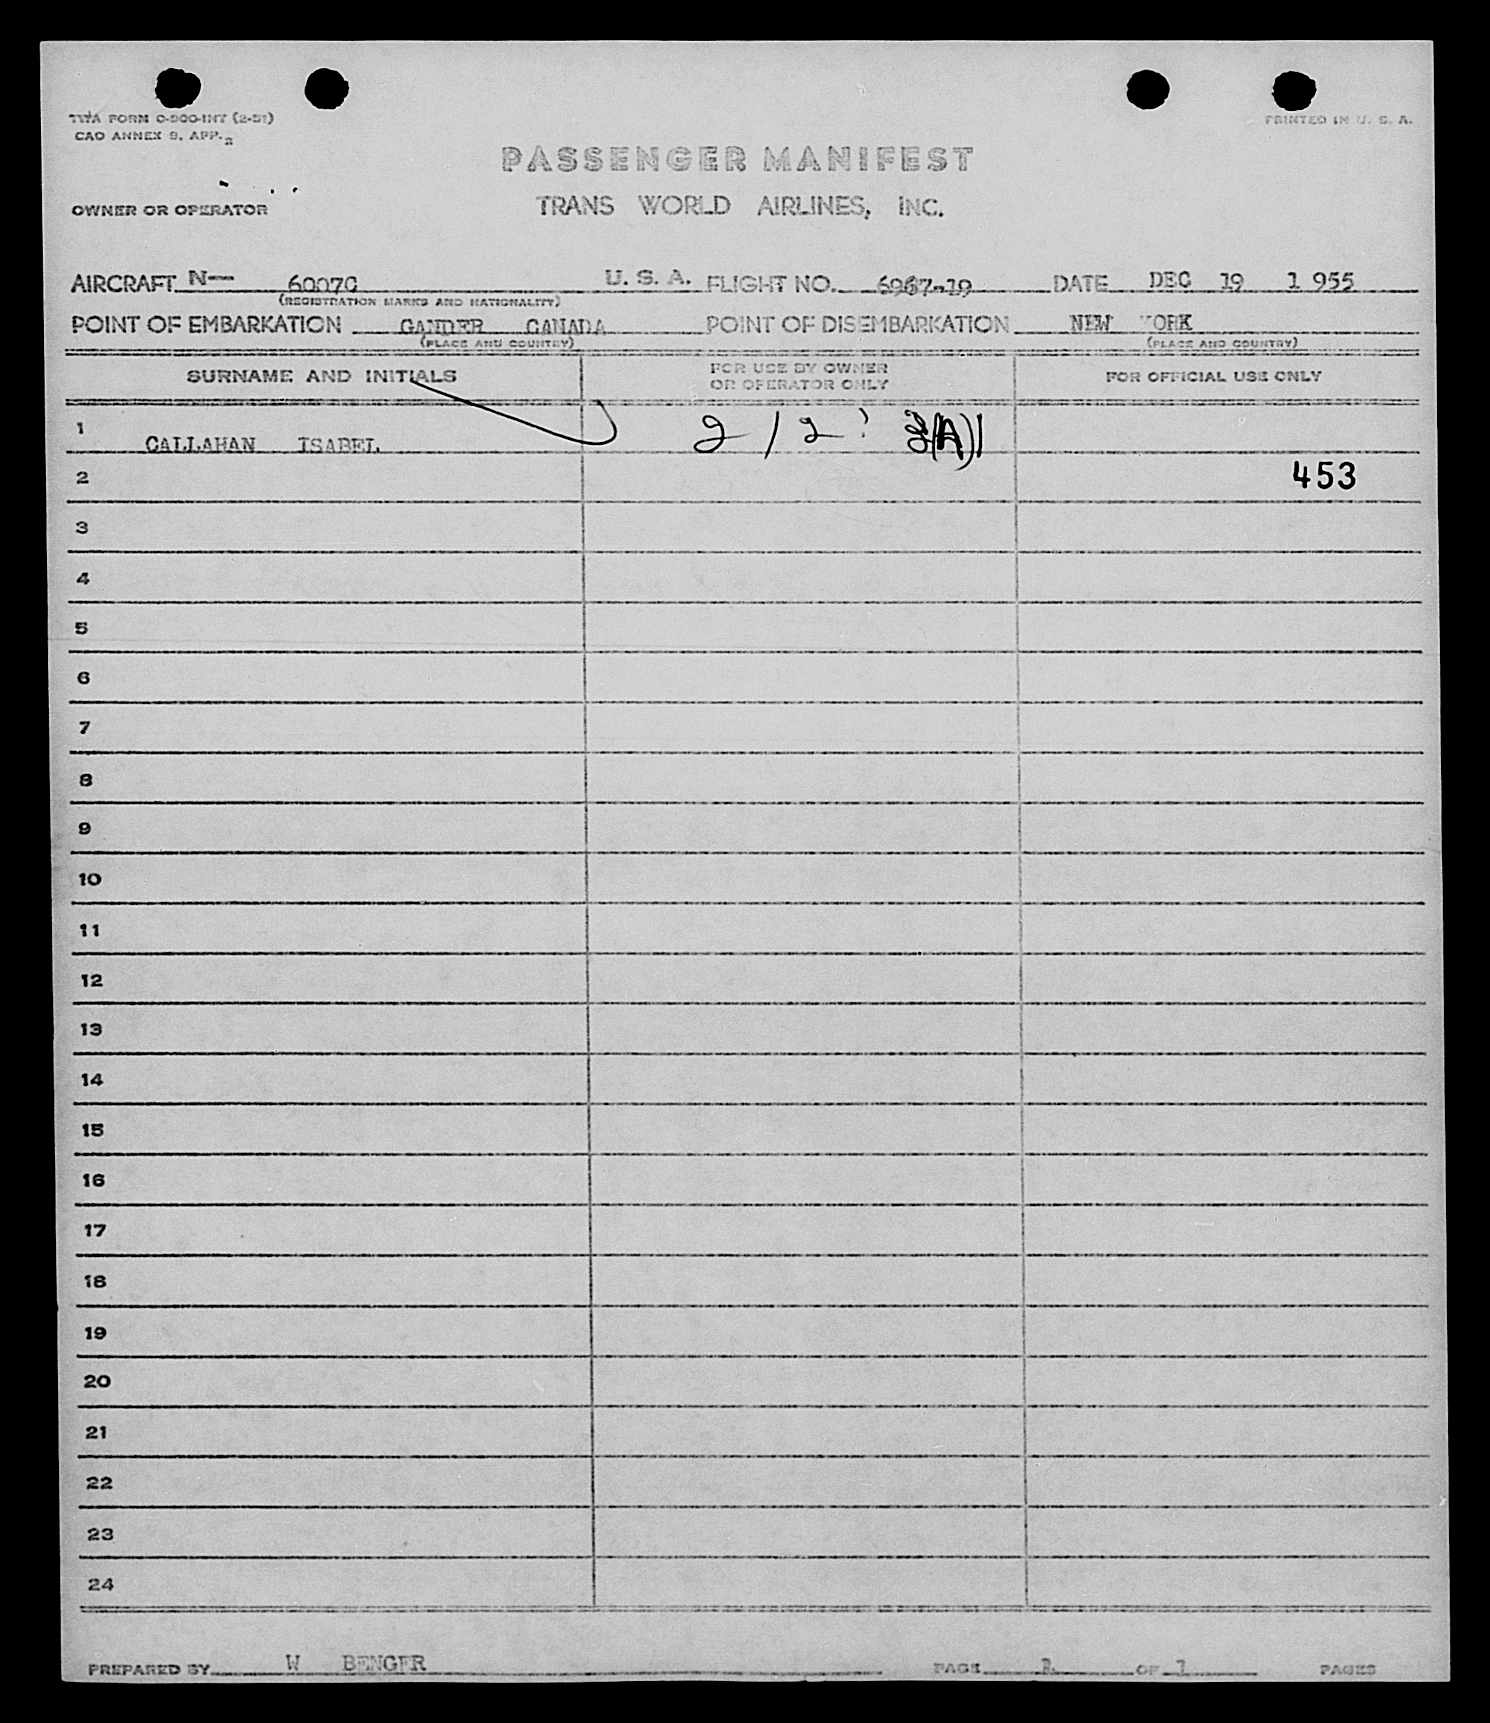 TWA FORM C-900-INT (2-51)
CAO ANNEX 9. APP. 2
PRINTED IN U. S. A.
PASSENGER MANIFEST
OWNER OR OPERATOR TRANS WORLD AIRLINES, INC.
AIRCRAFT N— 6007C U. S. A. FLIGHT NO. 6967-19 DATE DEC 19 1 955
(REGISTRATION MARKS AND NATIONALITY)
POINT OF EMBARKATION GANDER CANADA POINT OF DISEMBARKATION NEW YORK
(PLACE AND COUNTRY) (PLACE AND COUNTRY)
SURNAME AND INITIALS FOR USE BY OWNER OR OPERATOR ONLY FOR OFFICIAL USE ONLY
1 CALLAHAN ISABEL 2 / 2
2 453
3
4
5
6
7
8
9
10
11
12
13
14
15
16
17
18
19
20
21
22
23
24
PREPARED BY W BENGER PAGE OF 1 PAGES